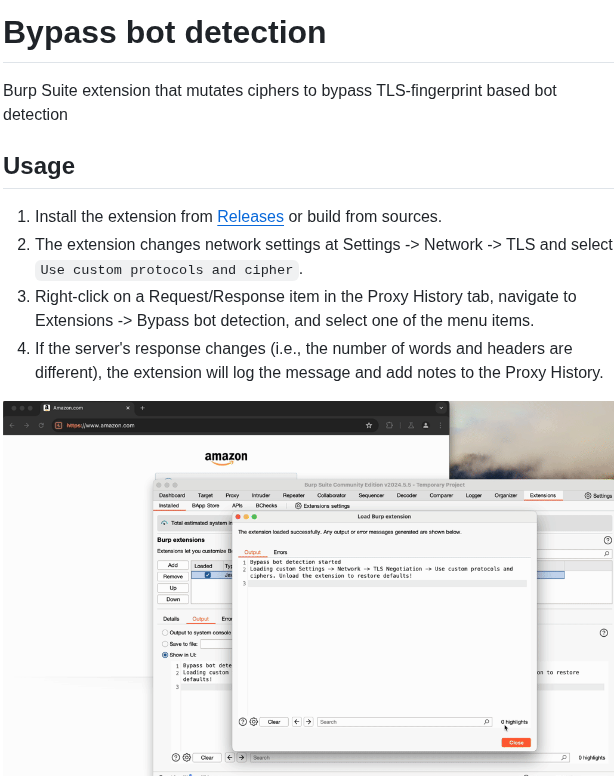 Bypass bot detection
Burp Suite extension that mutates ciphers to bypass TLS-fingerprint based bot
detection
Usage
1. Install the extension from Releases or build from sources.
2. The extension changes network settings at Settings -> Network -> TLS and select
Use custom protocols and cipher.
3. Right-click on a Request/Response item in the Proxy History tab, navigate to
Extensions -> Bypass bot detection, and select one of the menu items.
4. If the server's response changes (i.e., the number of words and headers are
different), the extension will log the message and add notes to the Proxy History.
Amazon.com
https://www.amazon.com
amazon
Burp Suite Community Edition v2024.5.5 - Temporary Project
Dashboard Target Proxy Intruder Repeater Collaborator Sequencer Decoder Comparer Logger Organizer Extensions Settings
Installed BApp Store APIs BChecks Extensions settings
Total estimated system in
Burp extensions
Extensions let you customize B
Add Loaded Ty
Remove
Up
Down
Details Output Erro
Output to system console
Save to file:
Show in UI:
1 Bypass bot dete
2 Loading custom
on to restore
defaults!
3
Clear Search 0 highlights
Load Burp extension
The extension loaded successfully. Any output or error messages generated are shown below.
Output Errors
1 Bypass bot detection started
2 Loading custom Settings -> Network -> TLS Negotiation -> Use custom protocols and
ciphers. Unload the extension to restore defaults!
3
Clear Search 0 highlights
Close